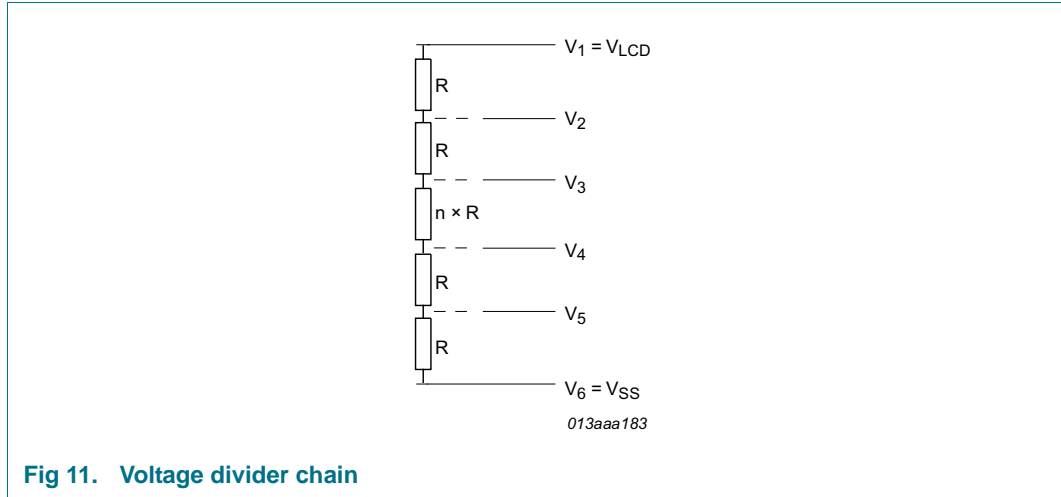 V1 = VLCD
R
V2
R
V3
n × R
V4
R
V5
R
V6 = VSS
013aaa183
Fig 11. Voltage divider chain